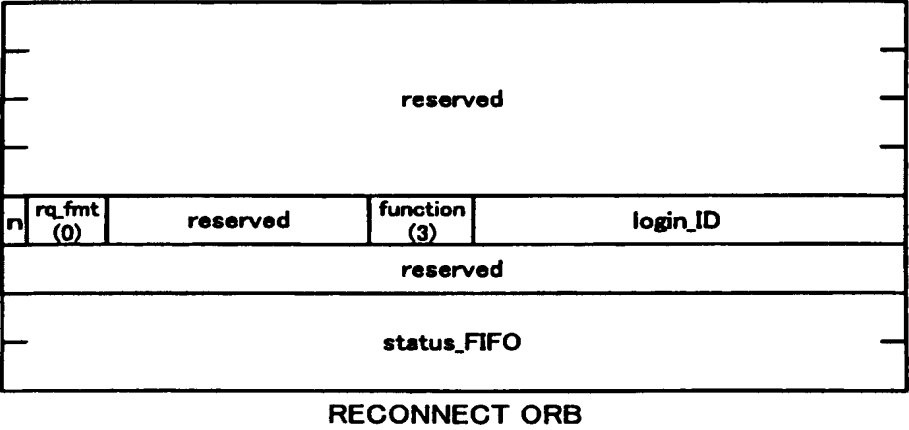 reserved
n rq_fmt (0) reserved function (3) login_ID
reserved
status_FIFO
RECONNECT ORB